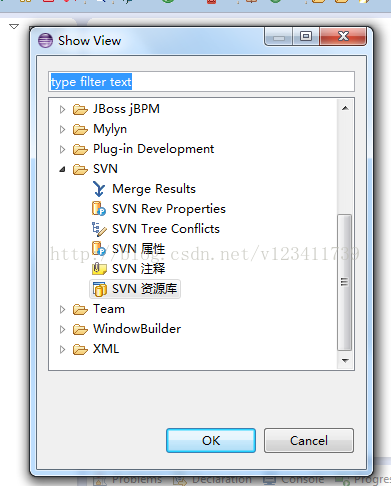 Show View
type filter text
JBoss jBPM
Mylyn
Plug-in Development
SVN
Merge Results
SVN Rev Properties
SVN Tree Conflicts
SVN 属性
http://blog.csdn.net/v123411739
SVN 注释
SVN 资源库
Team
WindowBuilder
XML
OK
Cancel
Problems
Declaration
Console
Progre